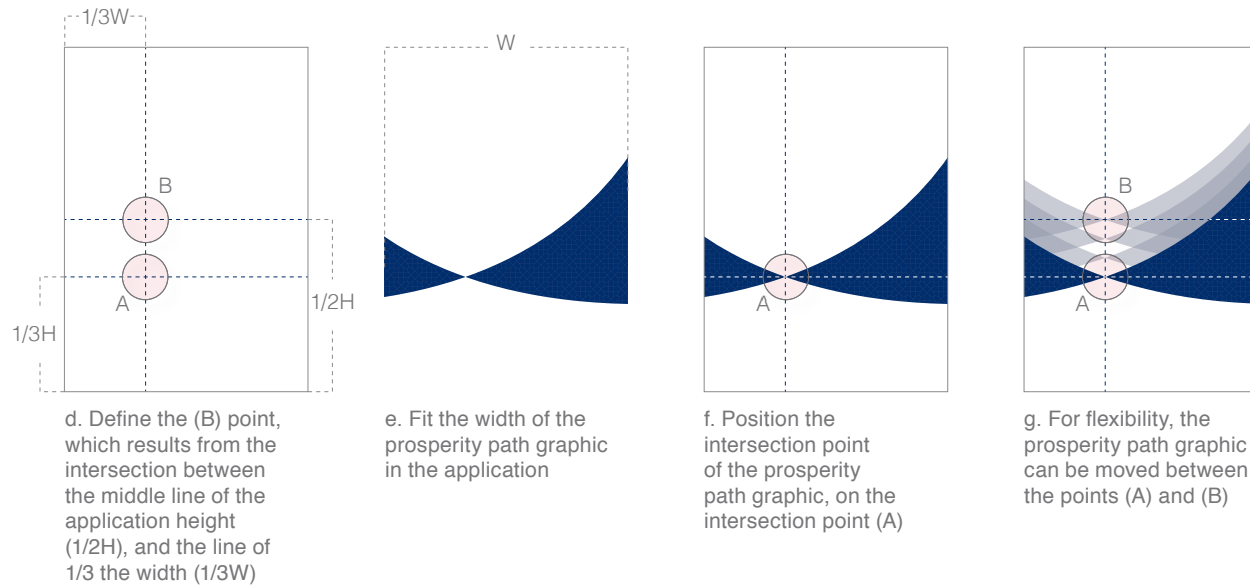 1/3W
B
A
1/3H
1/2H
d. Define the (B) point,
which results from the
intersection between
the middle line of the
application height
(1/2H), and the line of
1/3 the width (1/3W)
W
e. Fit the width of the
prosperity path graphic
in the application
A
f. Position the
intersection point
of the prosperity
path graphic, on the
intersection point (A)
B
A
g. For flexibility, the
prosperity path graphic
can be moved between
the points (A) and (B)